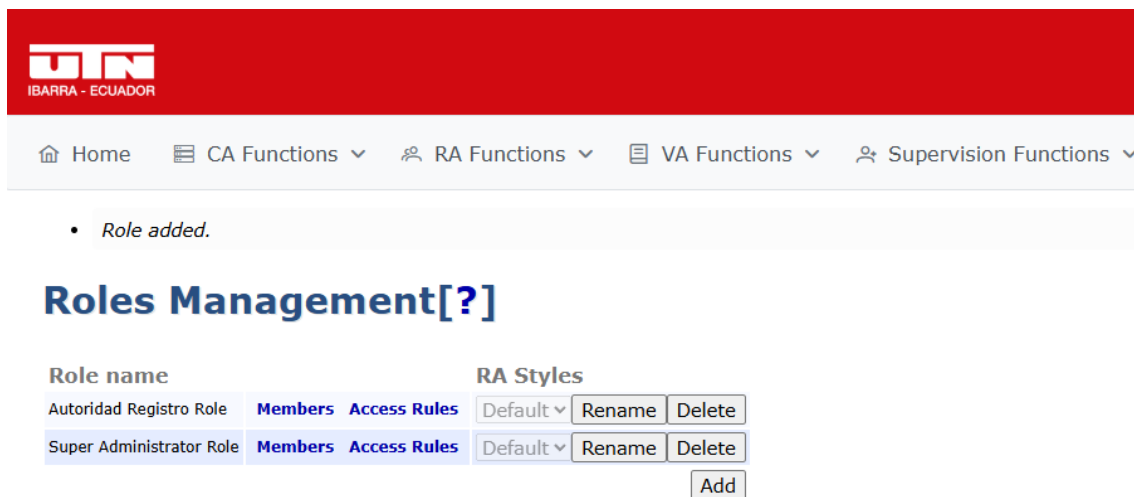 UTN
IBARRA - ECUADOR
Home CA Functions RA Functions VA Functions Supervision Functions
• Role added.
Roles Management[?]
Role name RA Styles
Autoridad Registro Role Members Access Rules Default Rename Delete
Super Administrator Role Members Access Rules Default Rename Delete
Add